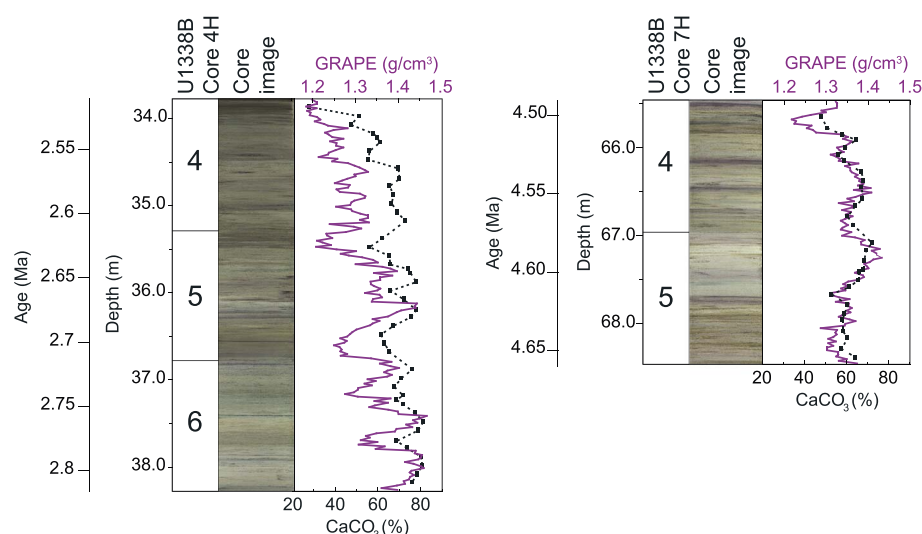 U1338B
Core 4H
Core
image
GRAPE (g/cm³)
1.2 1.3 1.4 1.5
Age (Ma)
2.55
2.6
2.65
2.7
2.75
2.8
Depth (m)
34.0
35.0
36.0
37.0
38.0
4
5
6
20 40 60 80
CaCO₃(%)
U1338B
Core 7H
Core
image
GRAPE (g/cm³)
1.2 1.3 1.4 1.5
Age (Ma)
4.50
4.55
4.60
4.65
Depth (m)
66.0
67.0
68.0
4
5
20 40 60 80
CaCO₃(%)